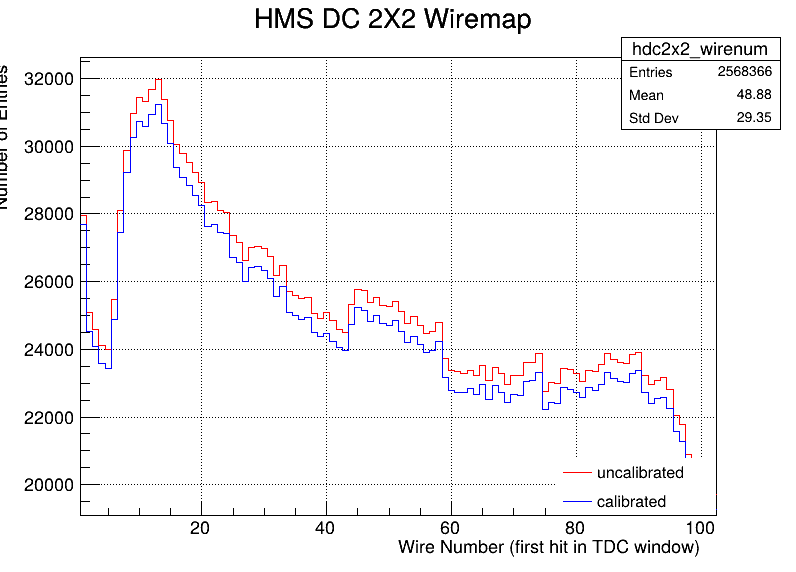 HMS DC 2X2 Wiremap
hdc2x2_wirenum
Entries 2568366
Mean 48.88
Std Dev 29.35
Number of Entries
32000
30000
28000
26000
24000
22000
20000
uncalibrated
calibrated
20 40 60 80 100
Wire Number (first hit in TDC window)